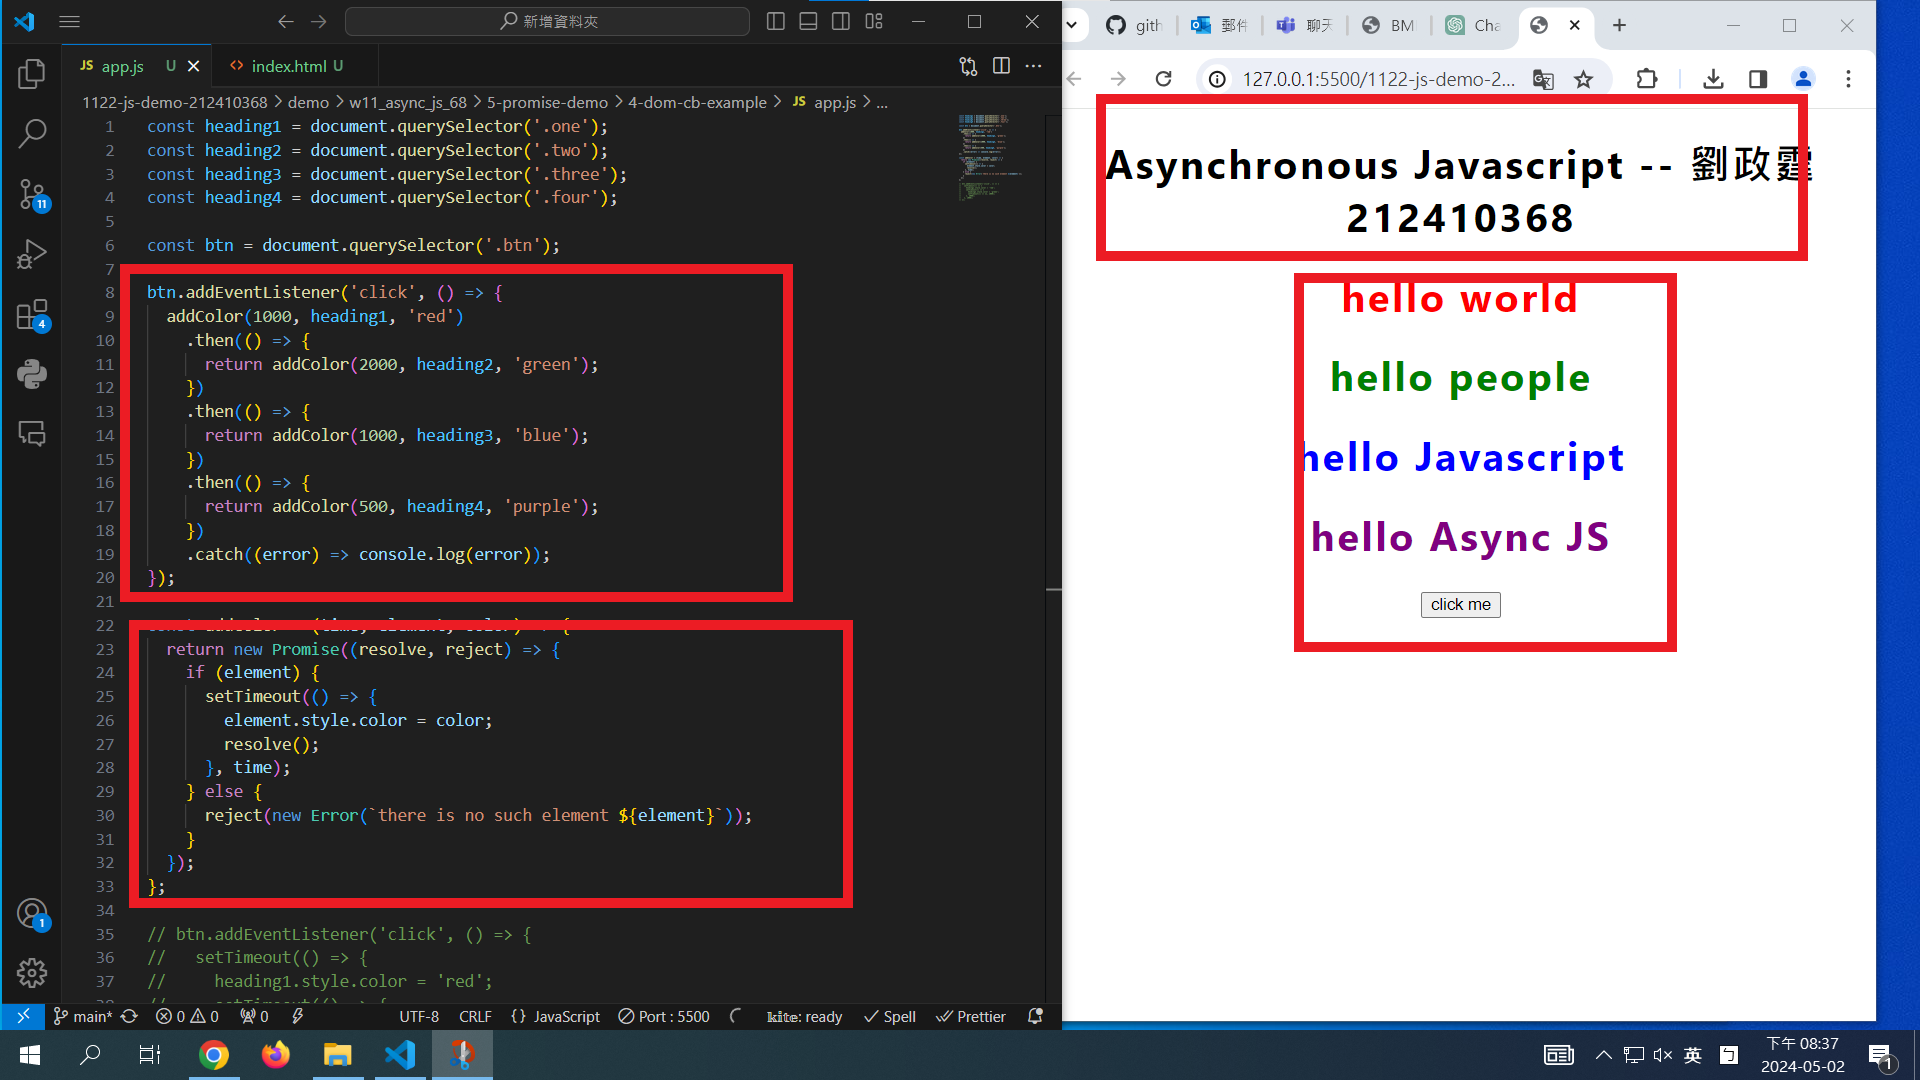 新增資料夾
JS app.js U
<> index.html U
1122-js-demo-212410368 > demo > w11_async_js_68 > 5-promise-demo > 4-dom-cb-example > JS app.js > ...
1 const heading1 = document.querySelector('.one');
2 const heading2 = document.querySelector('.two');
3 const heading3 = document.querySelector('.three');
4 const heading4 = document.querySelector('.four');
5
6 const btn = document.querySelector('.btn');
7
8 btn.addEventListener('click', () => {
9 addColor(1000, heading1, 'red')
10 .then(() => {
11 return addColor(2000, heading2, 'green');
12 })
13 .then(() => {
14 return addColor(1000, heading3, 'blue');
15 })
16 .then(() => {
17 return addColor(500, heading4, 'purple');
18 })
19 .catch((error) => console.log(error));
20 });
21
22
23 return new Promise((resolve, reject) => {
24 if (element) {
25 setTimeout(() => {
26 element.style.color = color;
27 resolve();
28 }, time);
29 } else {
30 reject(new Error(`there is no such element ${element}`));
31 }
32 });
33 };
34
35 // btn.addEventListener('click', () => {
36 // setTimeout(() => {
37 // heading1.style.color = 'red';
11
4
1
main* 0 0 0 UTF-8 CRLF {} JavaScript Port : 5500 kite: ready Spell Prettier
gith 郵件 聊天 BM Cha
127.0.0.1:5500/1122-js-demo-2...
Asynchronous Javascript -- 劉政霆
212410368
hello world
hello people
hello Javascript
hello Async JS
click me
英
下午 08:37
2024-05-02
1